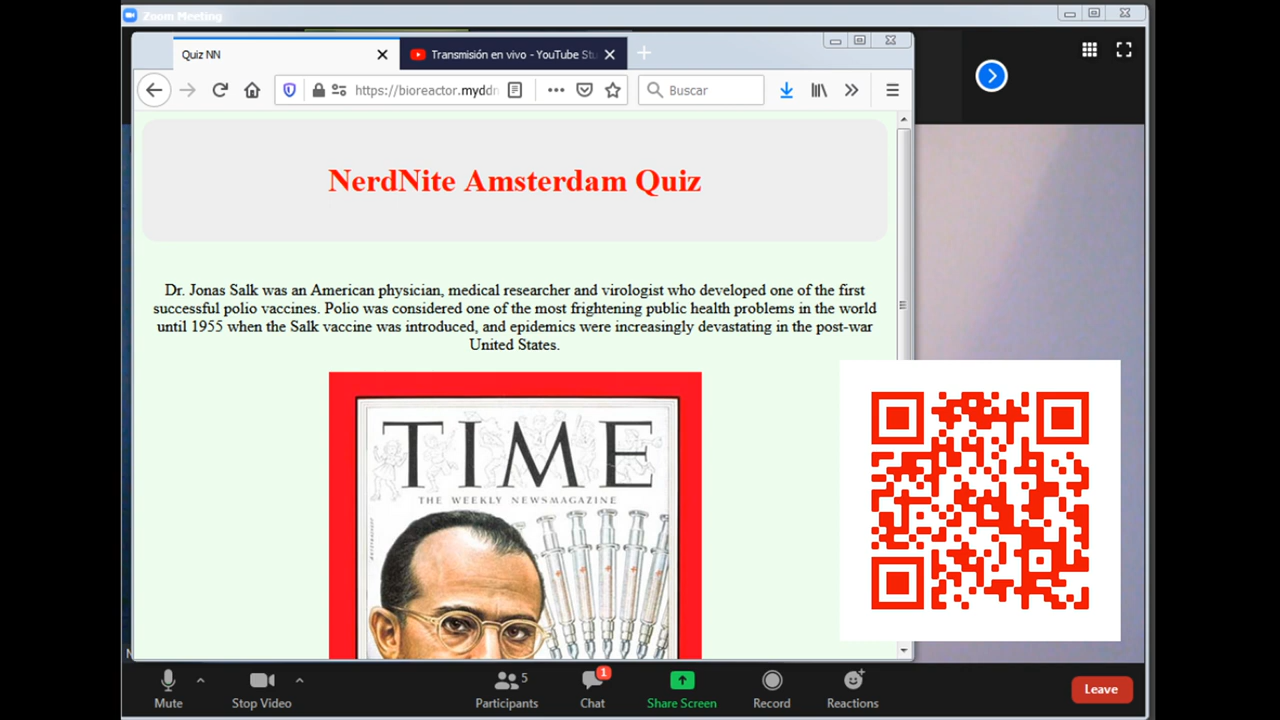 Zoom Meeting
Quiz NN
Transmisión en vivo - YouTube Stu
https://bioreactor.myddn
Buscar
NerdNite Amsterdam Quiz
Dr. Jonas Salk was an American physician, medical researcher and virologist who developed one of the first
successful polio vaccines. Polio was considered one of the most frightening public health problems in the world
until 1955 when the Salk vaccine was introduced, and epidemics were increasingly devastating in the post-war
United States.
TIME
THE WEEKLY NEWSMAGAZINE
Mute
Stop Video
Participants
5
Chat
1
Share Screen
Record
Reactions
Leave